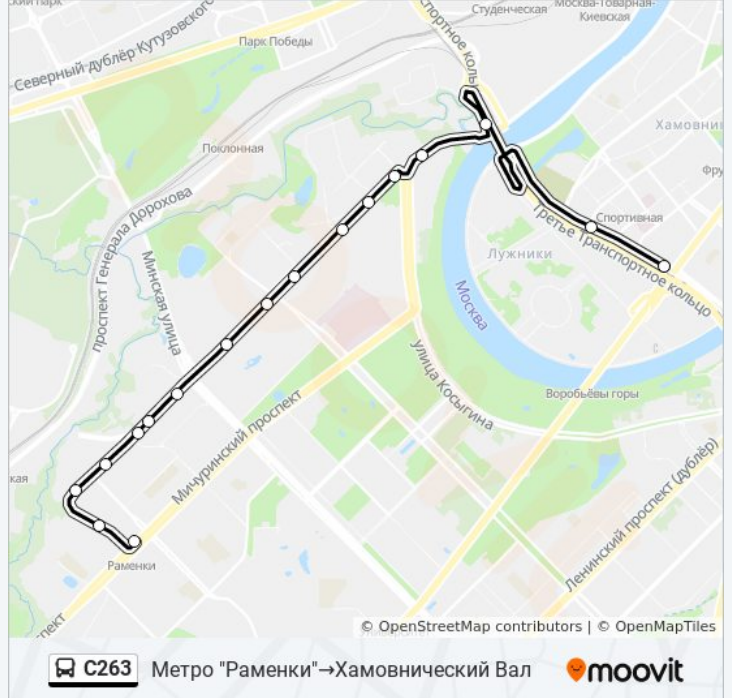 Студенческая
Москва-Товарная-
Киевская
Парк Победы
Северный дублёр Кутузовского
Поклонная
Хамовни
Фру
проспект Генерала Дорохова
Минская улица
Спортивная
Третье Транспортное кольцо
Лужники
Москва
улица Косыгина
Воробьёвы горы
Мичуринский проспект
кая
Ленинский проспект (дублёр)
Раменки
© OpenStreetMap contributors | © OpenMapTiles
С263 Метро "Раменки"→Хамовнический Вал moovit